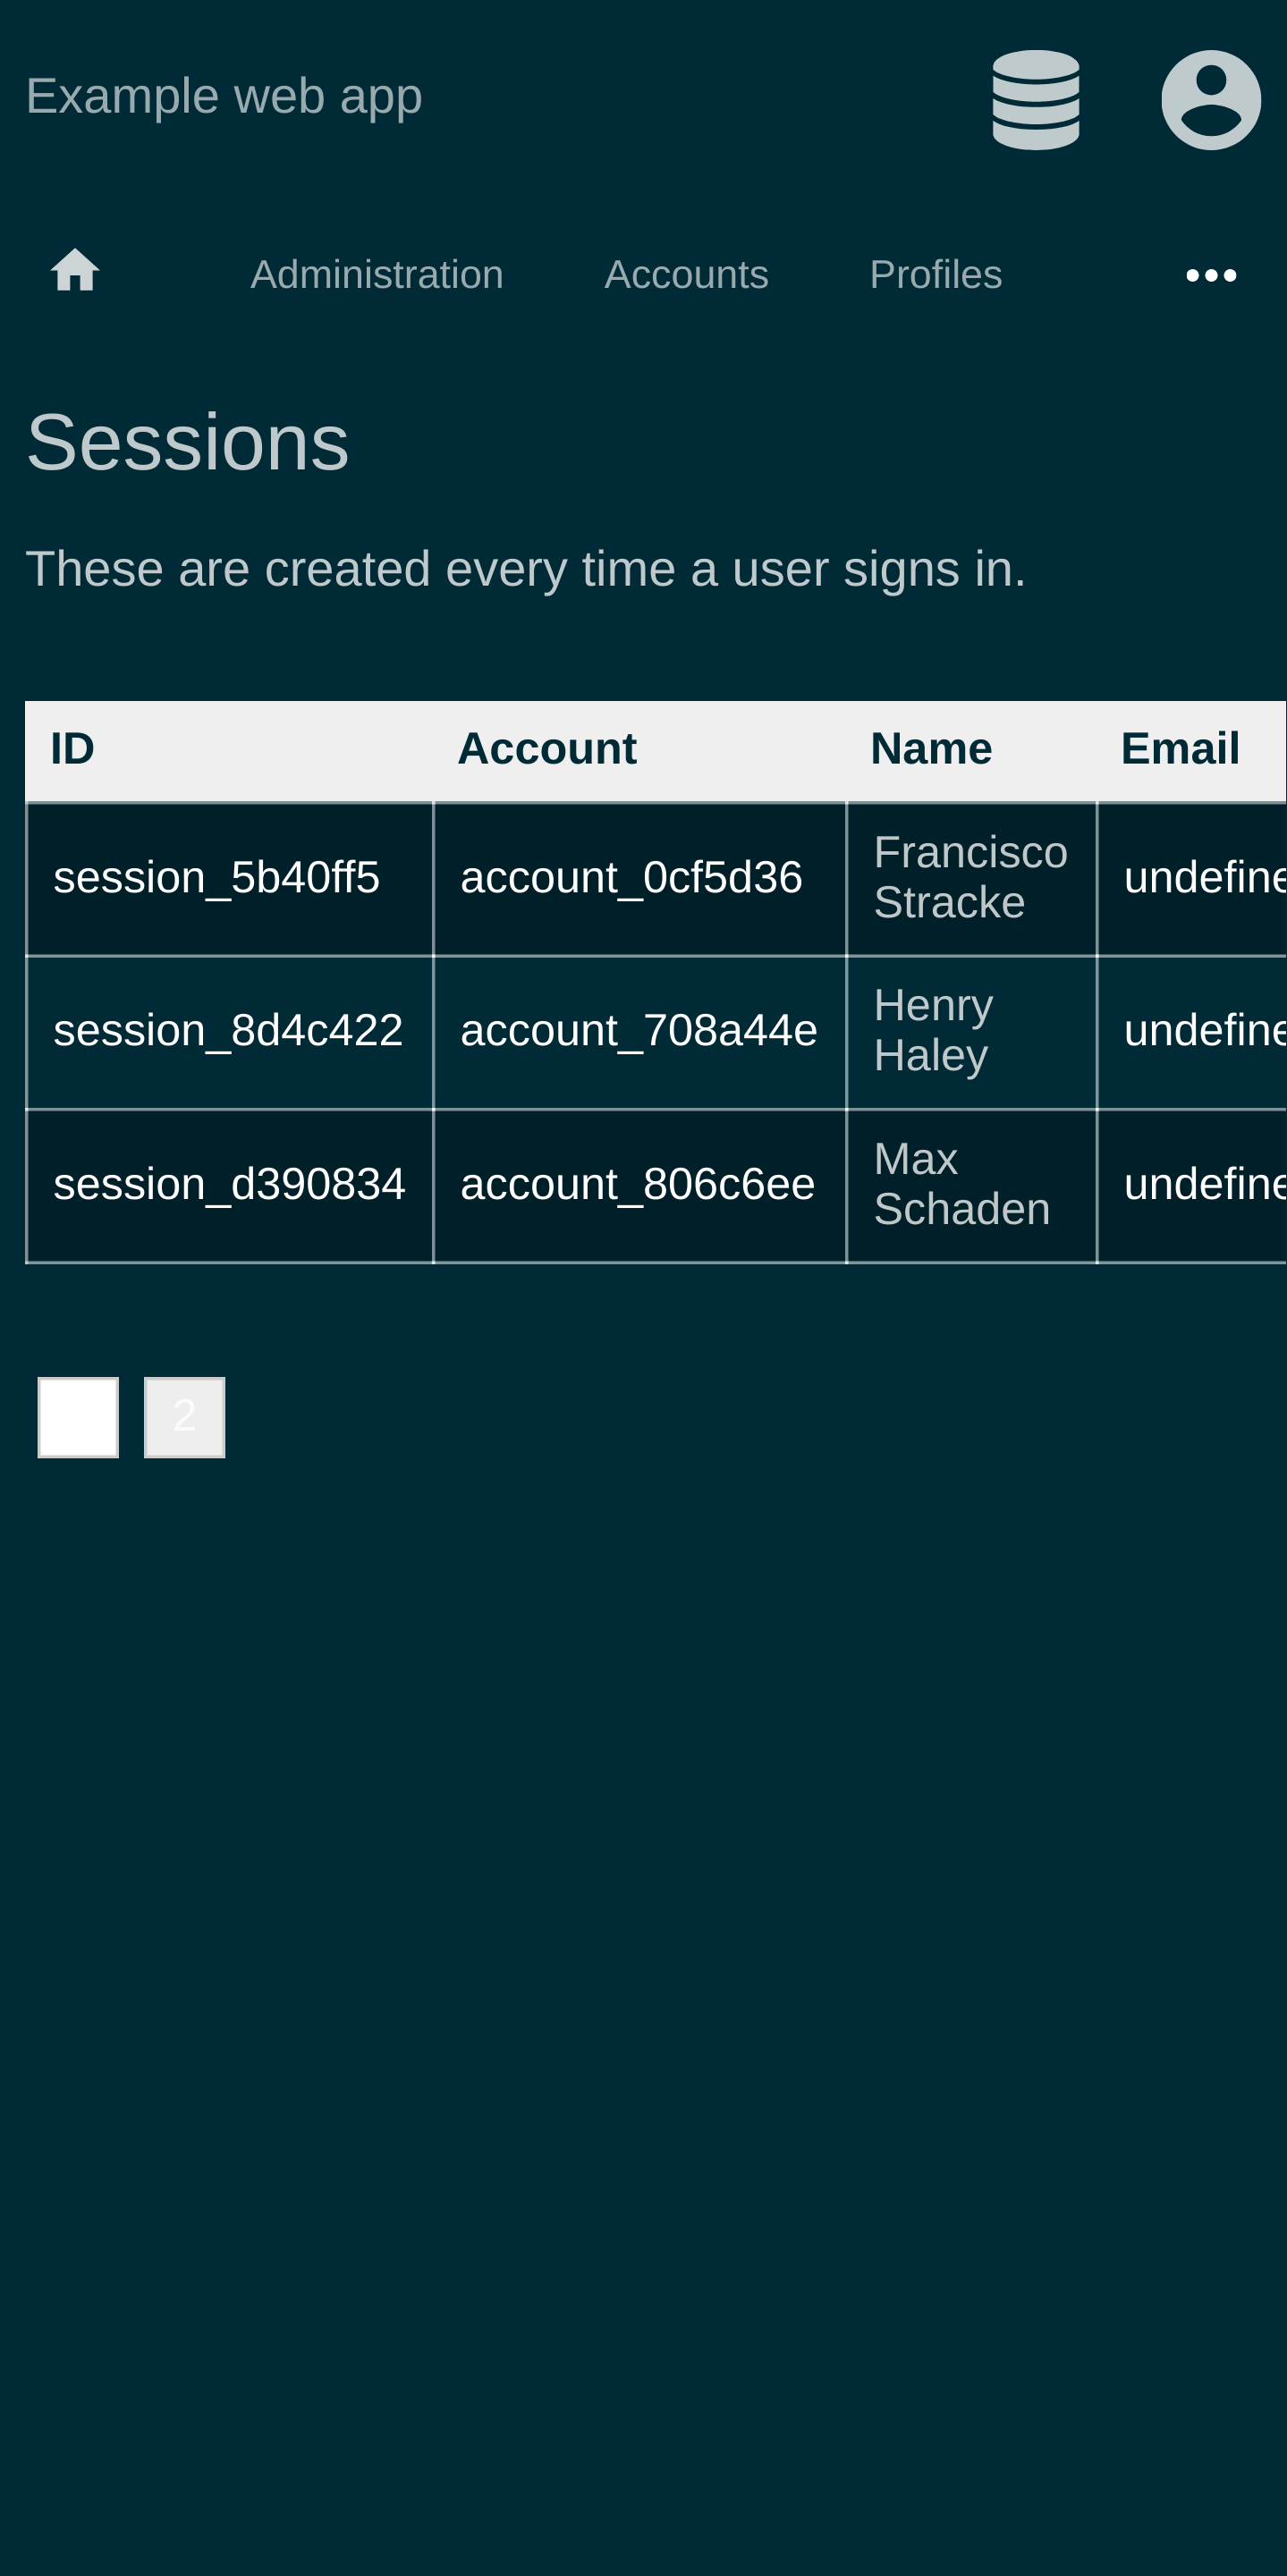 Example web app
Administration Accounts Profiles
Sessions
These are created every time a user signs in.
ID Account Name Email
session_5b40ff5 account_0cf5d36 Francisco Stracke undefine
session_8d4c422 account_708a44e Henry Haley undefine
session_d390834 account_806c6ee Max Schaden undefine
2